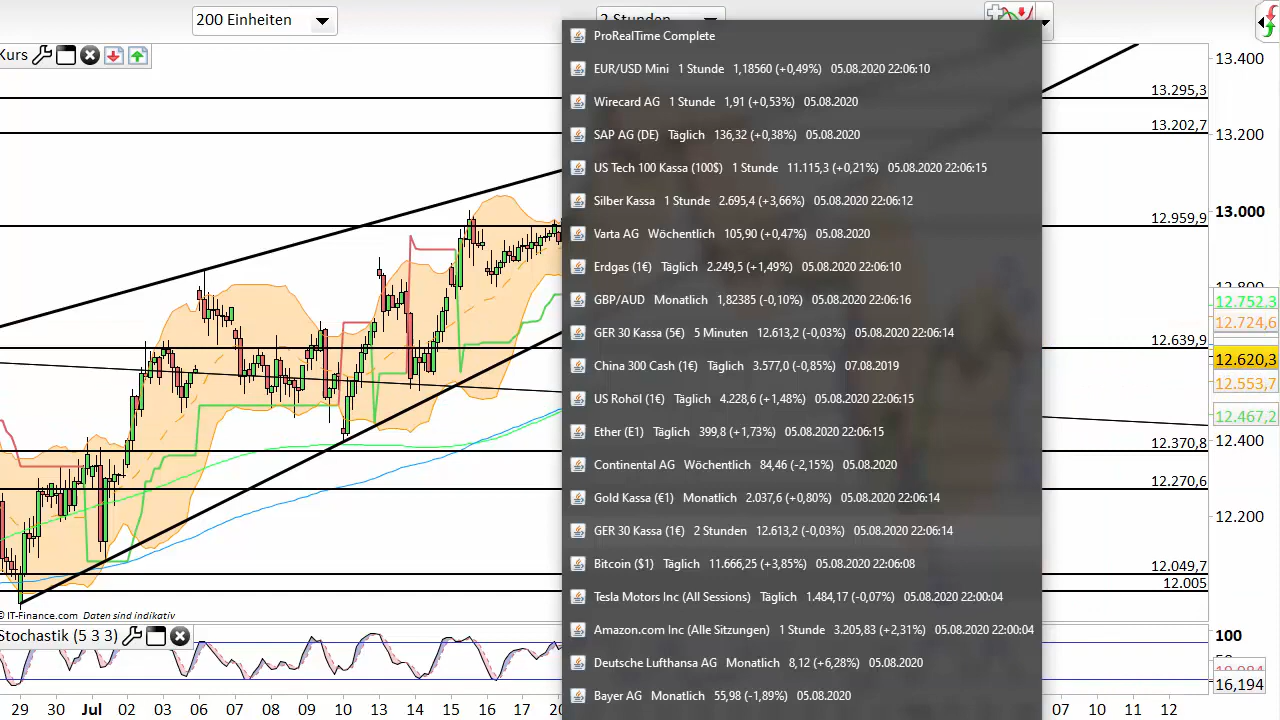 200 Einheiten
2 Stunden
Kurs
ProRealTime Complete
EUR/USD Mini 1 Stunde 1,18560 (+0,49%) 05.08.2020 22:06:10
Wirecard AG 1 Stunde 1,91 (+0,53%) 05.08.2020
SAP AG (DE) Täglich 136,32 (+0,38%) 05.08.2020
US Tech 100 Kassa (100$) 1 Stunde 11.115,3 (+0,21%) 05.08.2020 22:06:15
Silber Kassa 1 Stunde 2.695,4 (+3,66%) 05.08.2020 22:06:12
Varta AG Wöchentlich 105,90 (+0,47%) 05.08.2020
Erdgas (1€) Täglich 2.249,5 (+1,49%) 05.08.2020 22:06:10
GBP/AUD Monatlich 1,82385 (-0,10%) 05.08.2020 22:06:16
GER 30 Kassa (5€) 5 Minuten 12.613,2 (-0,03%) 05.08.2020 22:06:14
China 300 Cash (1€) Täglich 3.577,0 (-0,85%) 07.08.2019
US Rohöl (1€) Täglich 4.228,6 (+1,48%) 05.08.2020 22:06:15
Ether (E1) Täglich 399,8 (+1,73%) 05.08.2020 22:06:15
Continental AG Wöchentlich 84,46 (-2,15%) 05.08.2020
Gold Kassa (€1) Monatlich 2.037,6 (+0,80%) 05.08.2020 22:06:14
GER 30 Kassa (1€) 2 Stunden 12.613,2 (-0,03%) 05.08.2020 22:06:14
Bitcoin ($1) Täglich 11.666,25 (+3,85%) 05.08.2020 22:06:08
Tesla Motors Inc (All Sessions) Täglich 1.484,17 (-0,07%) 05.08.2020 22:00:04
Amazon.com Inc (Alle Sitzungen) 1 Stunde 3.205,83 (+2,31%) 05.08.2020 22:00:04
Deutsche Lufthansa AG Monatlich 8,12 (+6,28%) 05.08.2020
Bayer AG Monatlich 55,98 (-1,89%) 05.08.2020
13.295,3
13.202,7
12.959,9
12.639,9
12.370,8
12.270,6
12.049,7
12.005
13.400
13.200
13.000
12.800
12.752,3
12.724,6
12.620,3
12.553,7
12.467,2
12.400
12.200
© IT-Finance.com Daten sind indikativ
Stochastik (5 3 3)
100
16,194
29 30 Jul 02 03 06 07 08 09 10 13 14 15 16 17 07 10 11 12